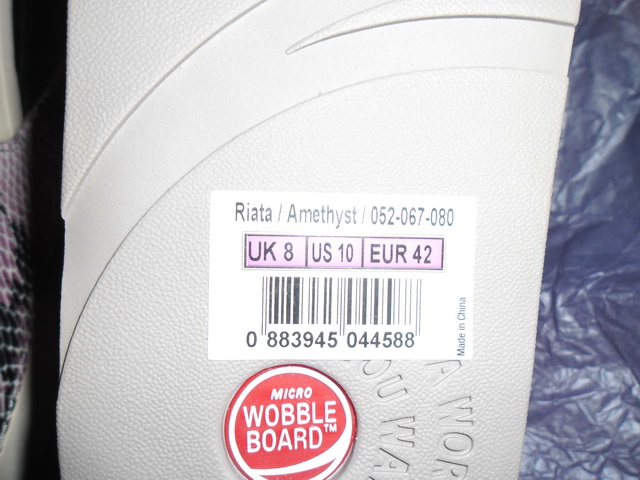 Riata / Amethyst / 052-067-080
UK 8 US 10 EUR 42
0 883945 044588
Made in China
MICRO
WOBBLE
BOARD™